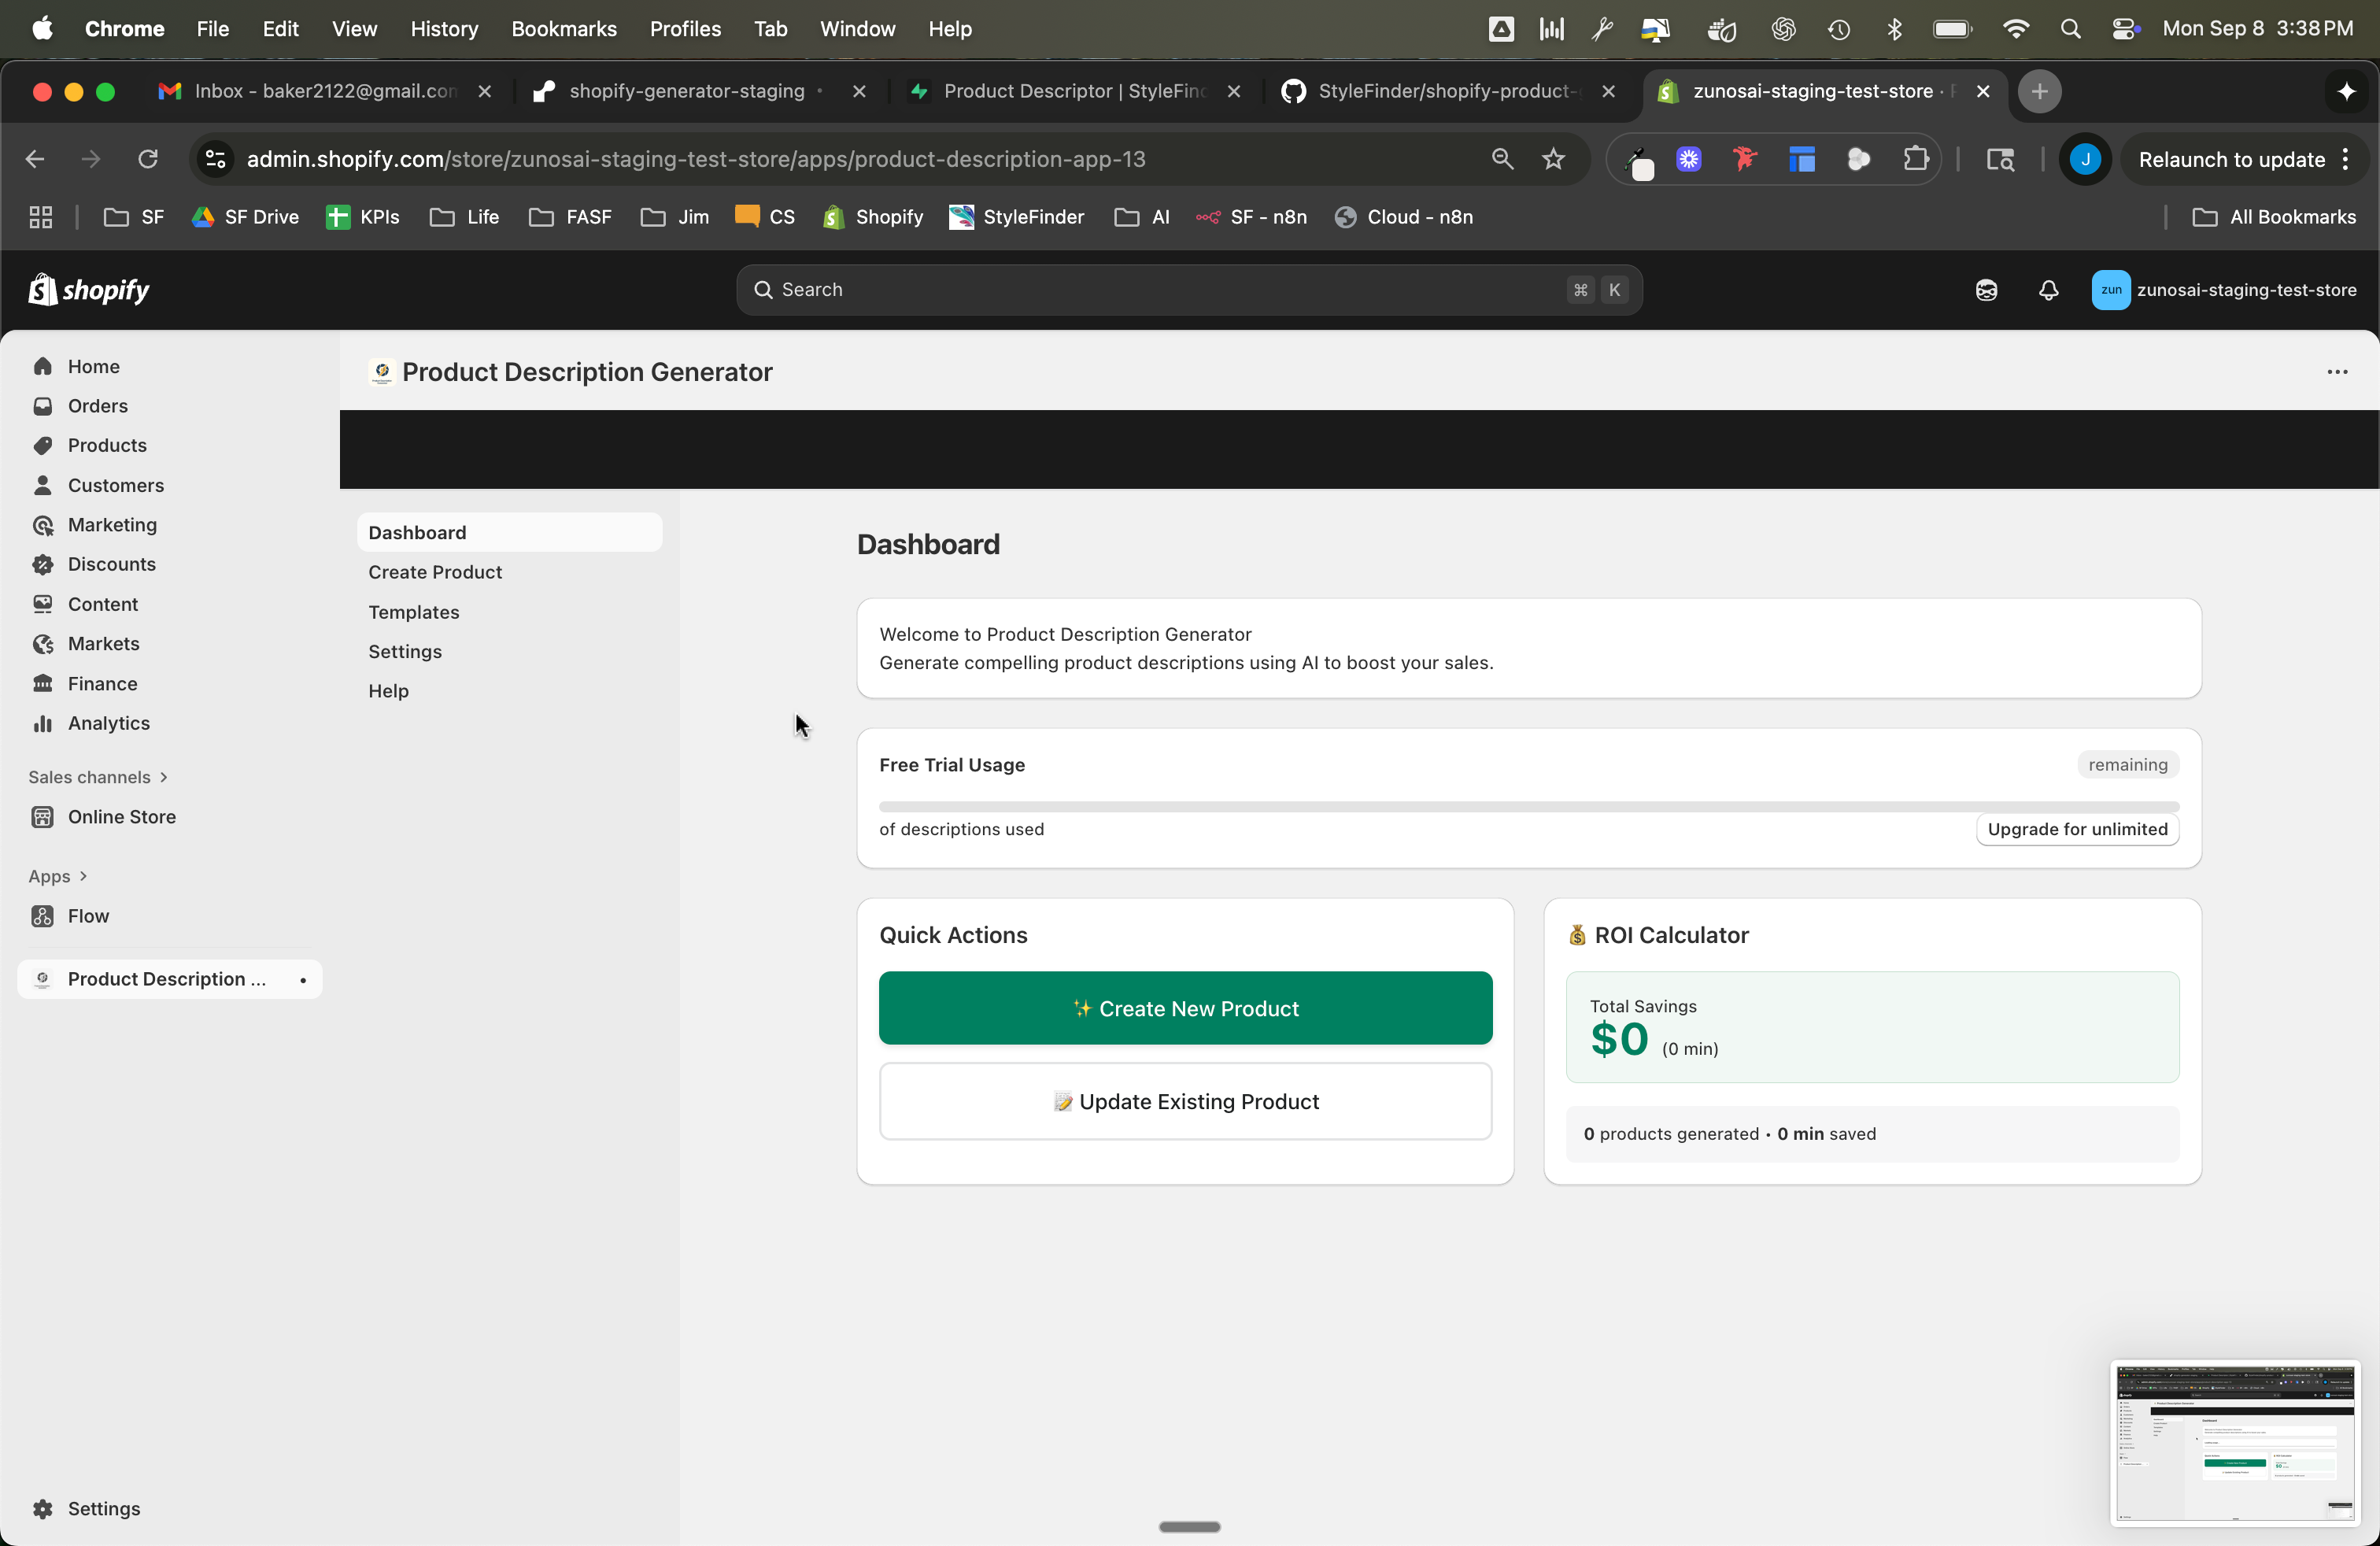 Chrome File Edit View History Bookmarks Profiles Tab Window Help Mon Sep 8 3:38 PM
Inbox - baker2122@gmail.con shopify-generator-staging • Product Descriptor | StyleFin StyleFinder/shopify-product- zunosai-staging-test-store ·
admin.shopify.com/store/zunosai-staging-test-store/apps/product-description-app-13 J Relaunch to update
SF SF Drive KPIs Life FASF Jim CS Shopify StyleFinder AI SF - n8n Cloud - n8n All Bookmarks
shopify Search ⌘ K zun zunosai-staging-test-store
Home
Orders
Products
Customers
Marketing
Discounts
Content
Markets
Finance
Analytics
Sales channels
Online Store
Apps
Flow
Product Description ...
Settings
Product Description Generator
Dashboard
Create Product
Templates
Settings
Help
Dashboard
Welcome to Product Description Generator
Generate compelling product descriptions using AI to boost your sales.
Free Trial Usage remaining
of descriptions used Upgrade for unlimited
Quick Actions
✨ Create New Product
📝 Update Existing Product
💰 ROI Calculator
Total Savings
$0 (0 min)
0 products generated • 0 min saved